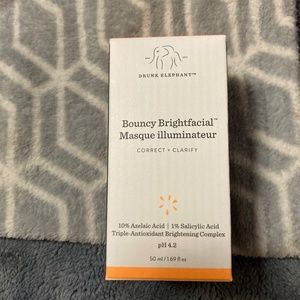 DRUNK ELEPHANT™
Bouncy Brightfacial™
Masque illuminateur
CORRECT + CLARIFY
10% Azelaic Acid | 1% Salicylic Acid
Triple-Antioxidant Brightening Complex
pH 4.2
50 ml / 1.69 fl oz